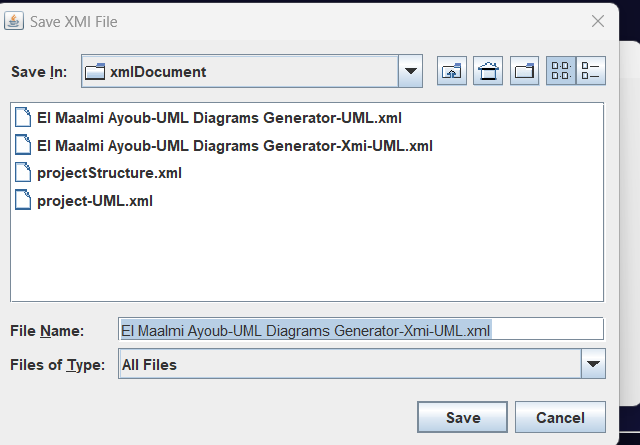 Save XMI File
Save In: xmlDocument
El Maalmi Ayoub-UML Diagrams Generator-UML.xml
El Maalmi Ayoub-UML Diagrams Generator-Xmi-UML.xml
projectStructure.xml
project-UML.xml
File Name: El Maalmi Ayoub-UML Diagrams Generator-Xmi-UML.xml
Files of Type: All Files
Save Cancel